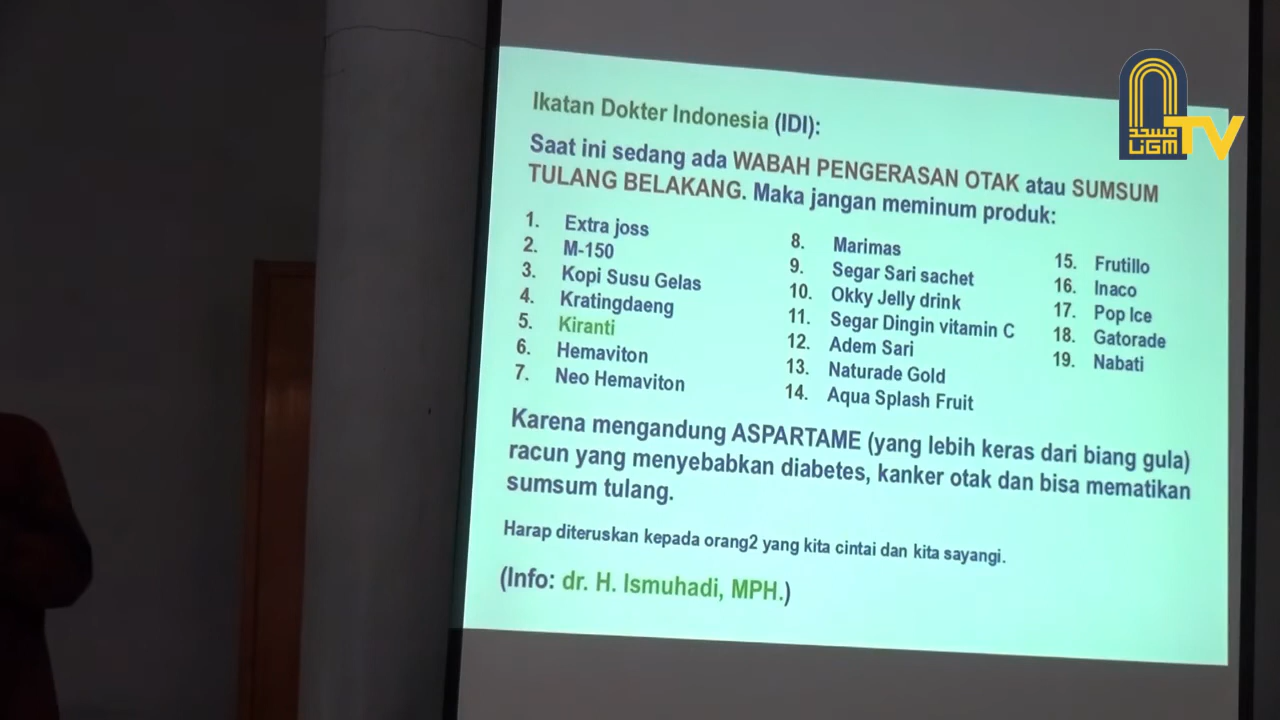 Ikatan Dokter Indonesia (IDI):
Saat ini sedang ada WABAH PENGERASAN OTAK atau SUMSUM
TULANG BELAKANG. Maka jangan meminum produk:
1. Extra joss
2. M-150
3. Kopi Susu Gelas
4. Kratingdaeng
5. Kiranti
6. Hemaviton
7. Neo Hemaviton
8. Marimas
9. Segar Sari sachet
10. Okky Jelly drink
11. Segar Dingin vitamin C
12. Adem Sari
13. Naturade Gold
14. Aqua Splash Fruit
15. Frutillo
16. Inaco
17. Pop Ice
18. Gatorade
19. Nabati
Karena mengandung ASPARTAME (yang lebih keras dari biang gula)
racun yang menyebabkan diabetes, kanker otak dan bisa mematikan
sumsum tulang.
Harap diteruskan kepada orang2 yang kita cintai dan kita sayangi.
(Info: dr. H. Ismuhadi, MPH.)
مسجد
UGM
TV